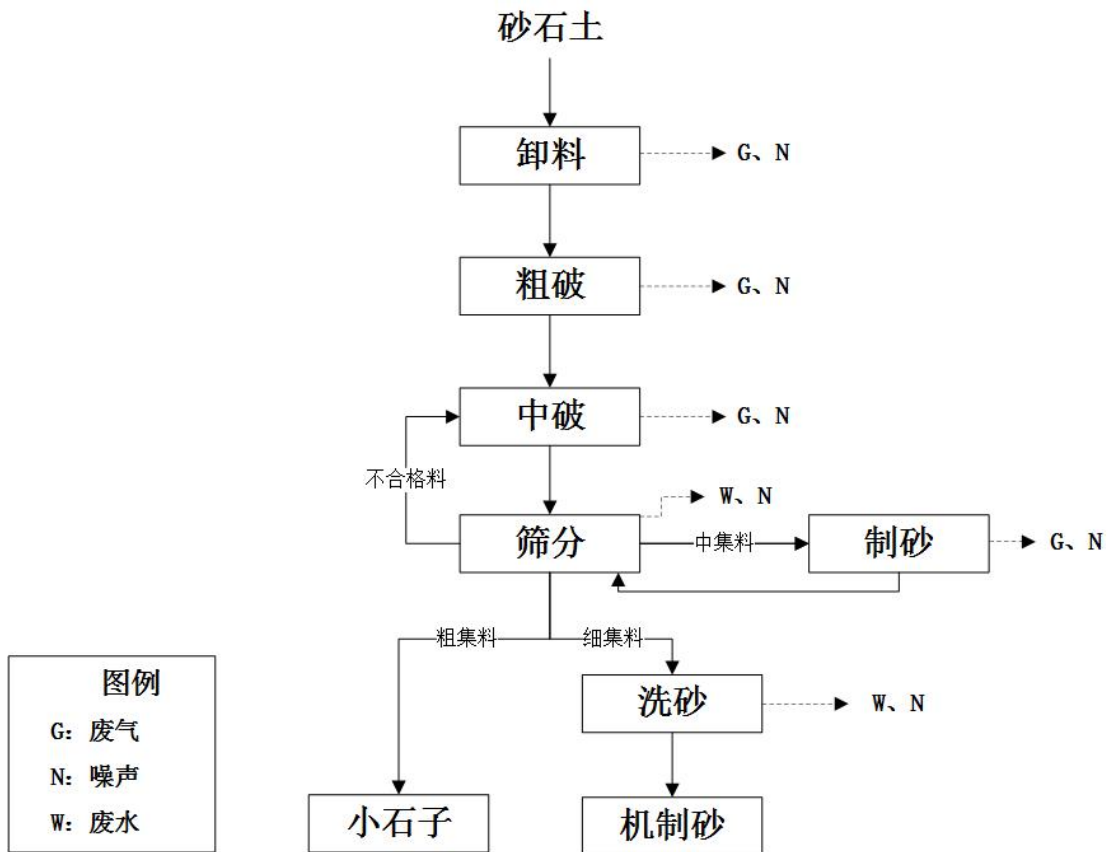 砂石土
卸料
G、N
粗破
G、N
中破
G、N
不合格料
W、N
筛分
中集料
制砂
G、N
粗集料
细集料
图例
G：废气
N：噪声
W：废水
洗砂
W、N
小石子
机制砂